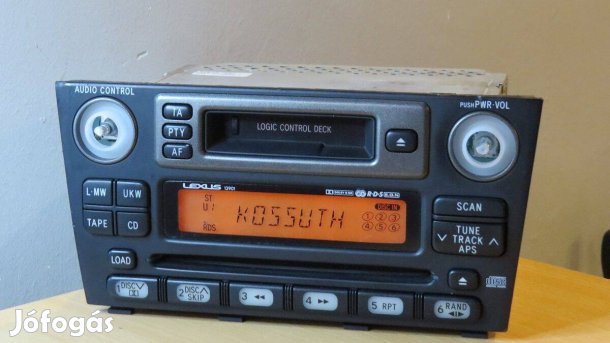 AUDIO CONTROL
PUSH PWR·VOL
TA
PTY
AF
LOGIC CONTROL DECK
L·MW
UKW
TAPE
CD
LEXUS
13901
R·D·S E.O.N
ST
DISC IN
U1
KOSSUTH
1 2 3
4 5 6
RDS
SCAN
TUNE
TRACK
APS
LOAD
1 DISC
2 DISC SKIP
3
4
5 RPT
6 RAND
Jófogás